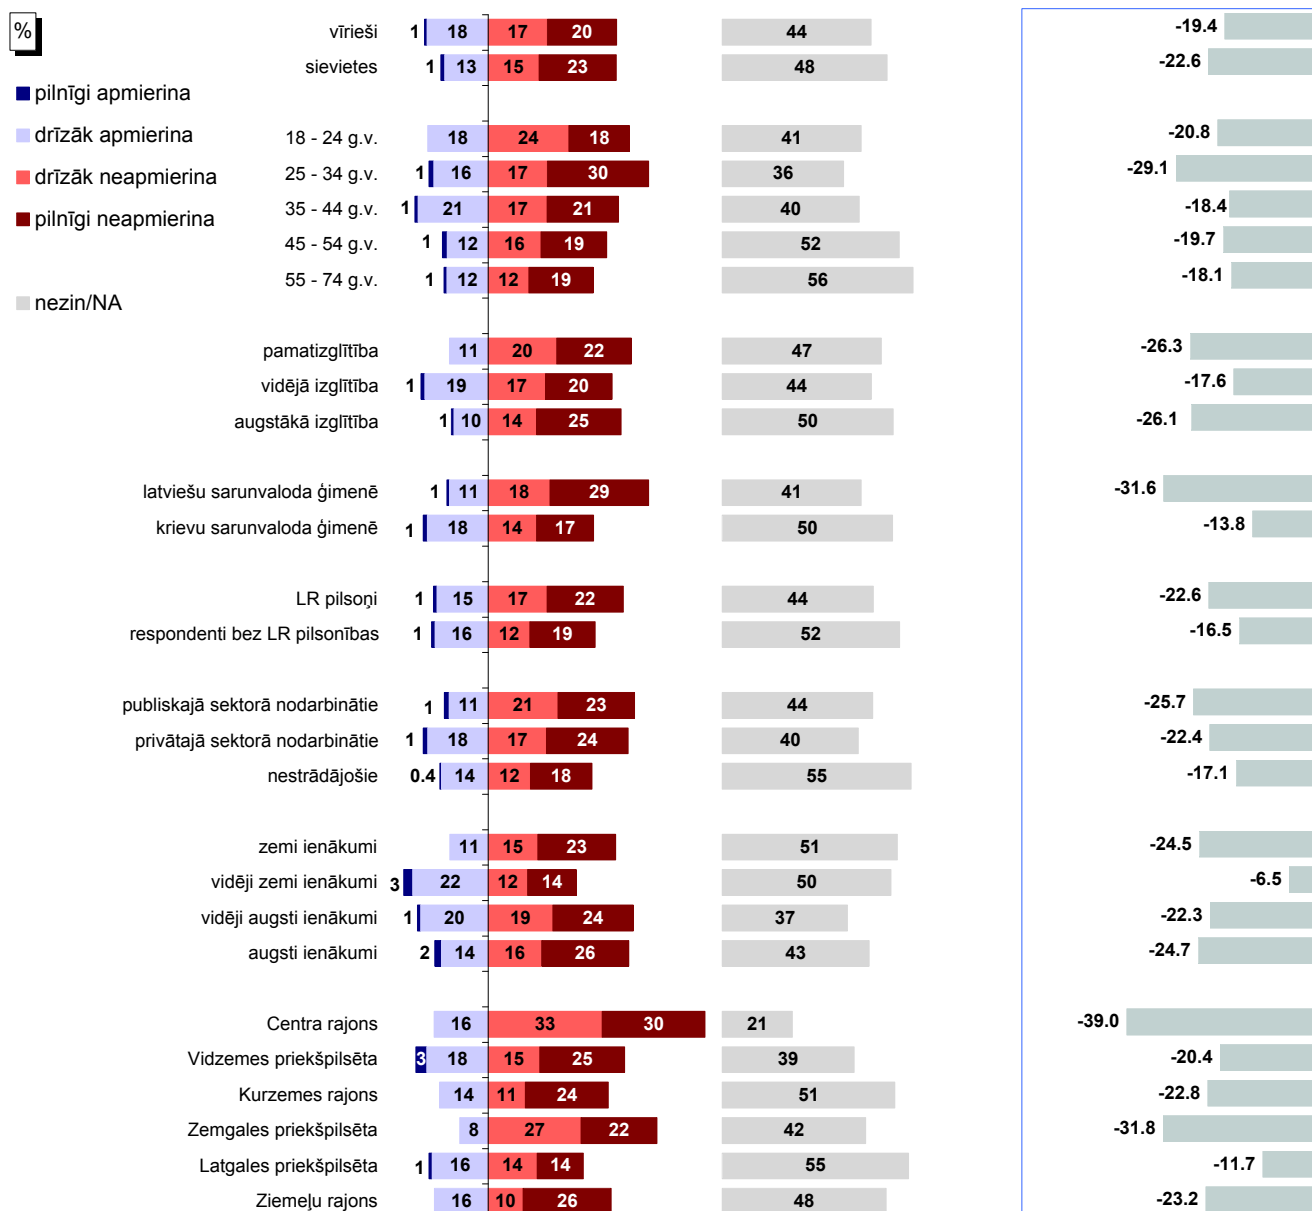 %
pilnīgi apmierina
drīzāk apmierina
drīzāk neapmierina
pilnīgi neapmierina
nezin/NA
vīrieši 1 18 17 20 44 -19.4
sievietes 1 13 15 23 48 -22.6
18 - 24 g.v. 18 24 18 41 -20.8
25 - 34 g.v. 1 16 17 30 36 -29.1
35 - 44 g.v. 1 21 17 21 40 -18.4
45 - 54 g.v. 1 12 16 19 52 -19.7
55 - 74 g.v. 1 12 12 19 56 -18.1
pamatizglītība 11 20 22 47 -26.3
vidējā izglītība 1 19 17 20 44 -17.6
augstākā izglītība 1 10 14 25 50 -26.1
latviešu sarunvaloda ģimenē 1 11 18 29 41 -31.6
krievu sarunvaloda ģimenē 1 18 14 17 50 -13.8
LR pilsoņi 1 15 17 22 44 -22.6
respondenti bez LR pilsonības 1 16 12 19 52 -16.5
publiskajā sektorā nodarbinātie 1 11 21 23 44 -25.7
privātajā sektorā nodarbinātie 1 18 17 24 40 -22.4
nestrādājošie 0.4 14 12 18 55 -17.1
zemi ienākumi 11 15 23 51 -24.5
vidēji zemi ienākumi 3 22 12 14 50 -6.5
vidēji augsti ienākumi 1 20 19 24 37 -22.3
augsti ienākumi 2 14 16 26 43 -24.7
Centra rajons 16 33 30 21 -39.0
Vidzemes priekšpilsēta 3 18 15 25 39 -20.4
Kurzemes rajons 14 11 24 51 -22.8
Zemgales priekšpilsēta 8 27 22 42 -31.8
Latgales priekšpilsēta 1 16 14 14 55 -11.7
Ziemeļu rajons 16 10 26 48 -23.2